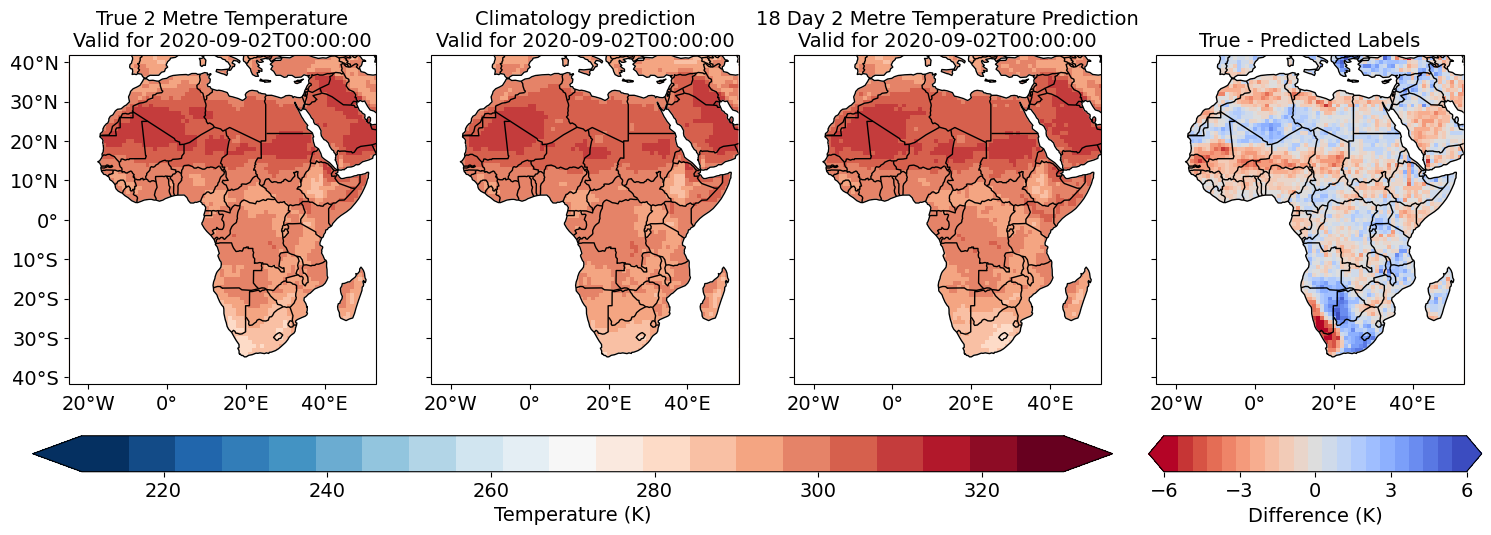 True 2 Metre Temperature
Valid for 2020-09-02T00:00:00
Climatology prediction
Valid for 2020-09-02T00:00:00
18 Day 2 Metre Temperature Prediction
Valid for 2020-09-02T00:00:00
True - Predicted Labels
40°N
30°N
20°N
10°N
0°
10°S
20°S
30°S
40°S
20°W 0° 20°E 40°E
20°W 0° 20°E 40°E
20°W 0° 20°E 40°E
20°W 0° 20°E 40°E
220 240 260 280 300 320
Temperature (K)
−6 −3 0 3 6
Difference (K)